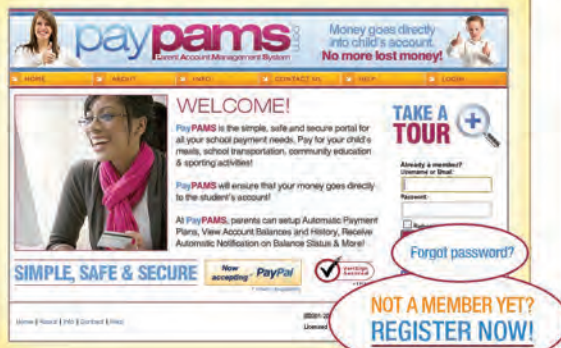 paypams.com
Parent Account Management System
Money goes directly
into child's account.
No more lost money!
HOME
ABOUT
INFO
CONTACT US
HELP
LOGIN
WELCOME!
PayPAMS is the simple, safe and secure portal for
all your school payment needs. Pay for your child's
meals, school transportation, community education
& sporting activities!
PayPAMS will ensure that your money goes directly
to the student's account!
At PayPAMS, parents can setup Automatic Payment
Plans, View Account Balances and History, Receive
Automatic Notification on Balance Status & More!
TAKE A
TOUR
Already a member?
Username or Email:
Password:
Forgot password?
SIMPLE, SAFE & SECURE
Now
accepting
PayPal
VeriSign
Secured
NOT A MEMBER YET?
REGISTER NOW!
Home | About | Info | Contact | Help